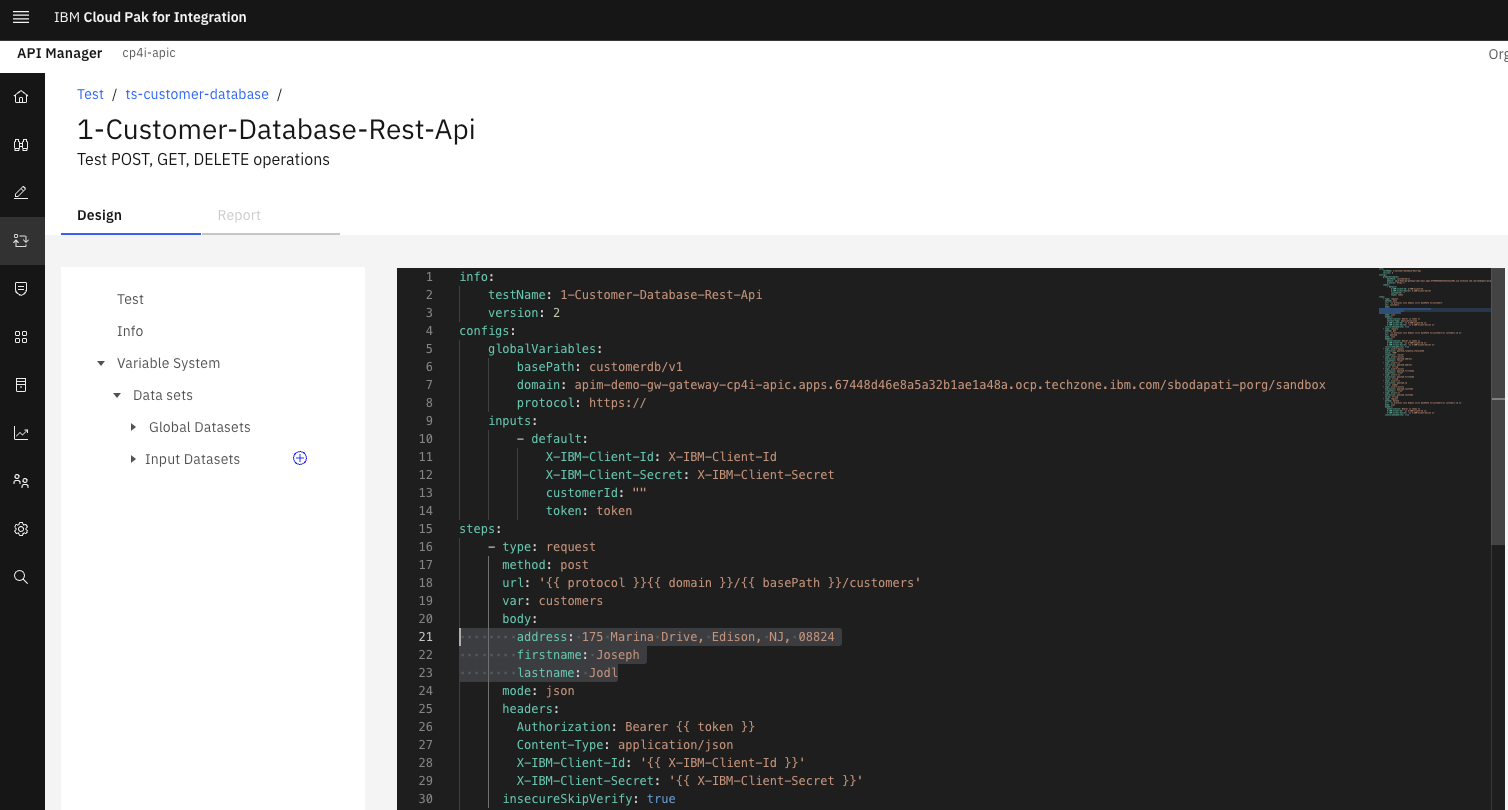 IBM Cloud Pak for Integration
API Manager cp4i-apic
Org
Test / ts-customer-database /
1-Customer-Database-Rest-Api
Test POST, GET, DELETE operations
Design Report
Test
Info
Variable System
Data sets
Global Datasets
Input Datasets
1 info:
2 testName: 1-Customer-Database-Rest-Api
3 version: 2
4 configs:
5 globalVariables:
6 basePath: customerdb/v1
7 domain: apim-demo-gw-gateway-cp4i-apic.apps.67448d46e8a5a32b1ae1a48a.ocp.techzone.ibm.com/sbodapati-porg/sandbox
8 protocol: https://
9 inputs:
10 - default:
11 X-IBM-Client-Id: X-IBM-Client-Id
12 X-IBM-Client-Secret: X-IBM-Client-Secret
13 customerId: ""
14 token: token
15 steps:
16 - type: request
17 method: post
18 url: '{{ protocol }}{{ domain }}/{{ basePath }}/customers'
19 var: customers
20 body:
21 address: 175 Marina Drive, Edison, NJ, 08824
22 firstname: Joseph
23 lastname: Jodl
24 mode: json
25 headers:
26 Authorization: Bearer {{ token }}
27 Content-Type: application/json
28 X-IBM-Client-Id: '{{ X-IBM-Client-Id }}'
29 X-IBM-Client-Secret: '{{ X-IBM-Client-Secret }}'
30 insecureSkipVerify: true